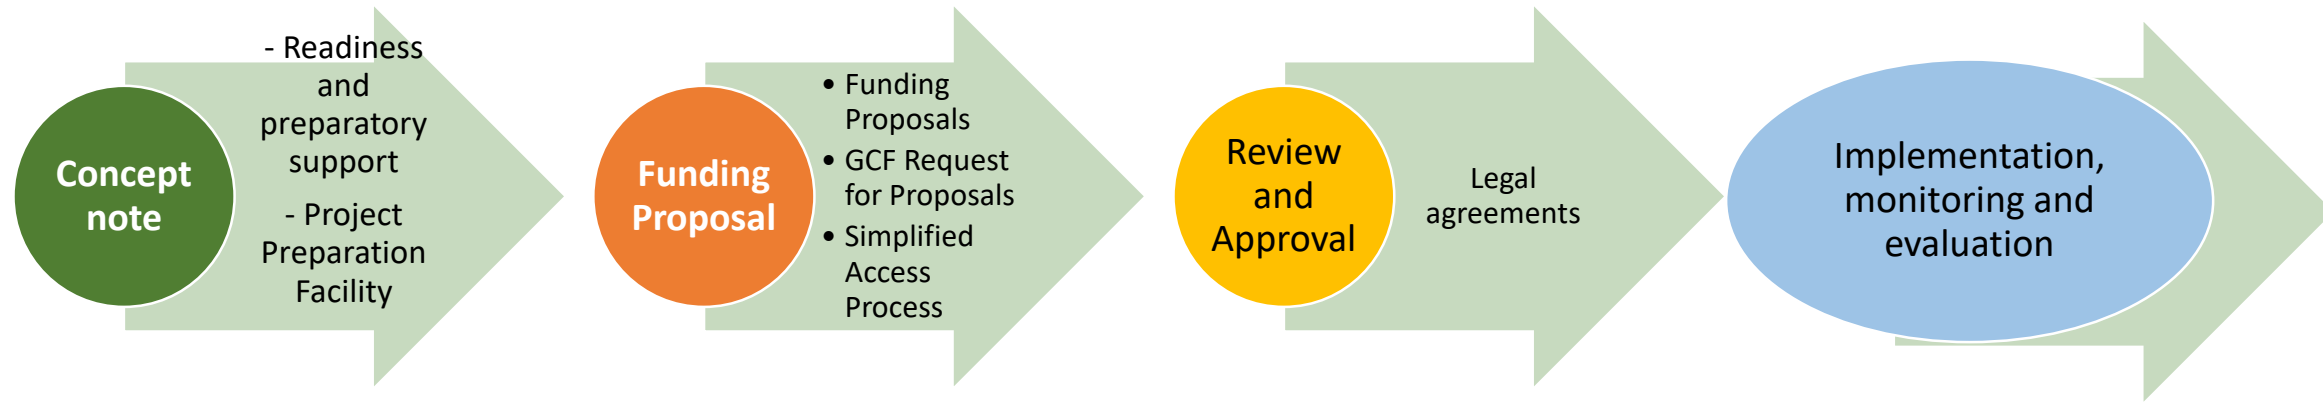 Concept
note
- Readiness
and
preparatory
support
- Project
Preparation
Facility
Funding
Proposal
• Funding
Proposals
• GCF Request
for Proposals
• Simplified
Access
Process
Review
and
Approval
Legal
agreements
Implementation,
monitoring and
evaluation